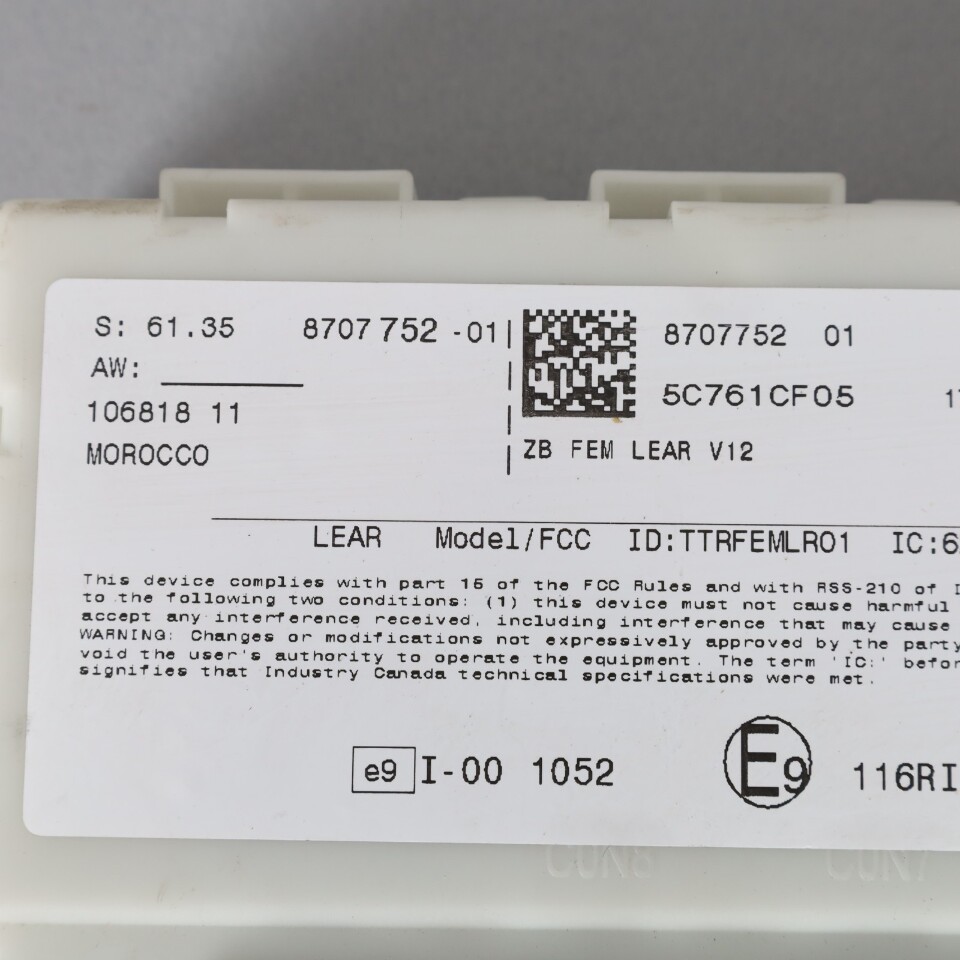 S: 61.35 8707752 -01
AW:
106818 11
MOROCCO
8707752 01
5C761CF05
ZB FEM LEAR V12
LEAR Model/FCC ID:TTRFEMLR01 IC:6
This device complies with part 15 of the FCC Rules and with RSS-210 of
to the following two conditions: (1) this device must not cause harmful
accept any interference received, including interference that may cause
WARNING: Changes or modifications not expressively approved by the party
void the user's authority to operate the equipment. The term 'IC:' befor
signifies that Industry Canada technical specifications were met.
e9 I-00 1052 E9 116RI
CON6 CON7